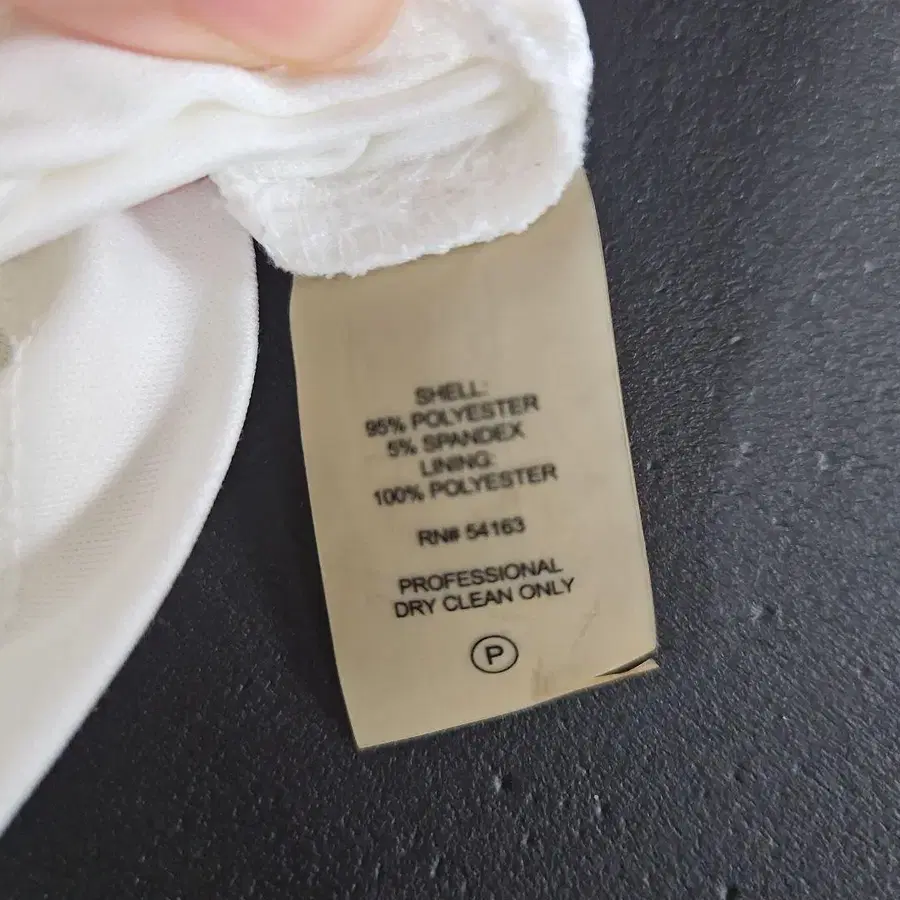 SHELL:
95% POLYESTER
5% SPANDEX
LINING:
100% POLYESTER
RN# 54163
PROFESSIONAL
DRY CLEAN ONLY
P